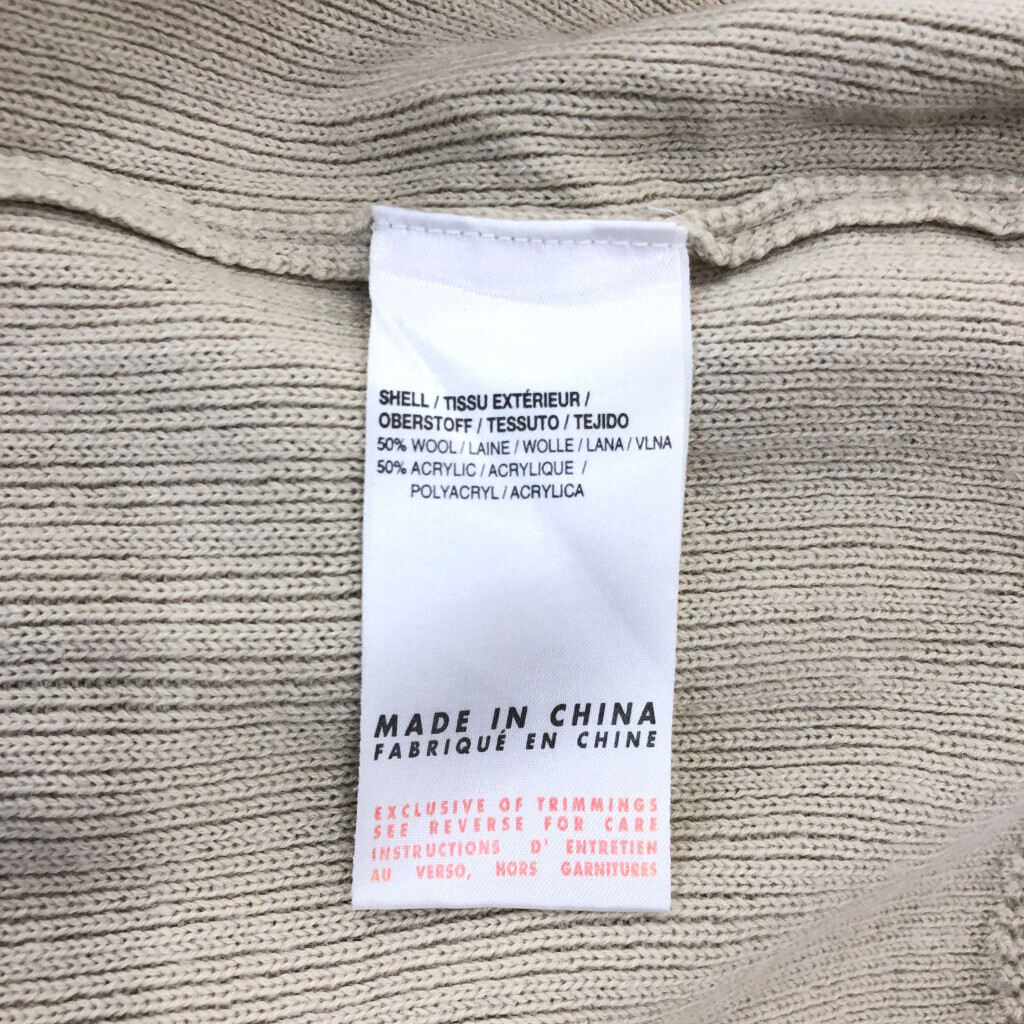 SHELL / TISSU EXTÉRIEUR /
OBERSTOFF / TESSUTO / TEJIDO
50% WOOL / LAINE / WOLLE / LANA / VLNA
50% ACRYLIC / ACRYLIQUE /
POLYACRYL / ACRYLICA
MADE IN CHINA
FABRIQUÉ EN CHINE
EXCLUSIVE OF TRIMMINGS
SEE REVERSE FOR CARE
INSTRUCTIONS D' ENTRETIEN
AU VERSO, HORS GARNITURES